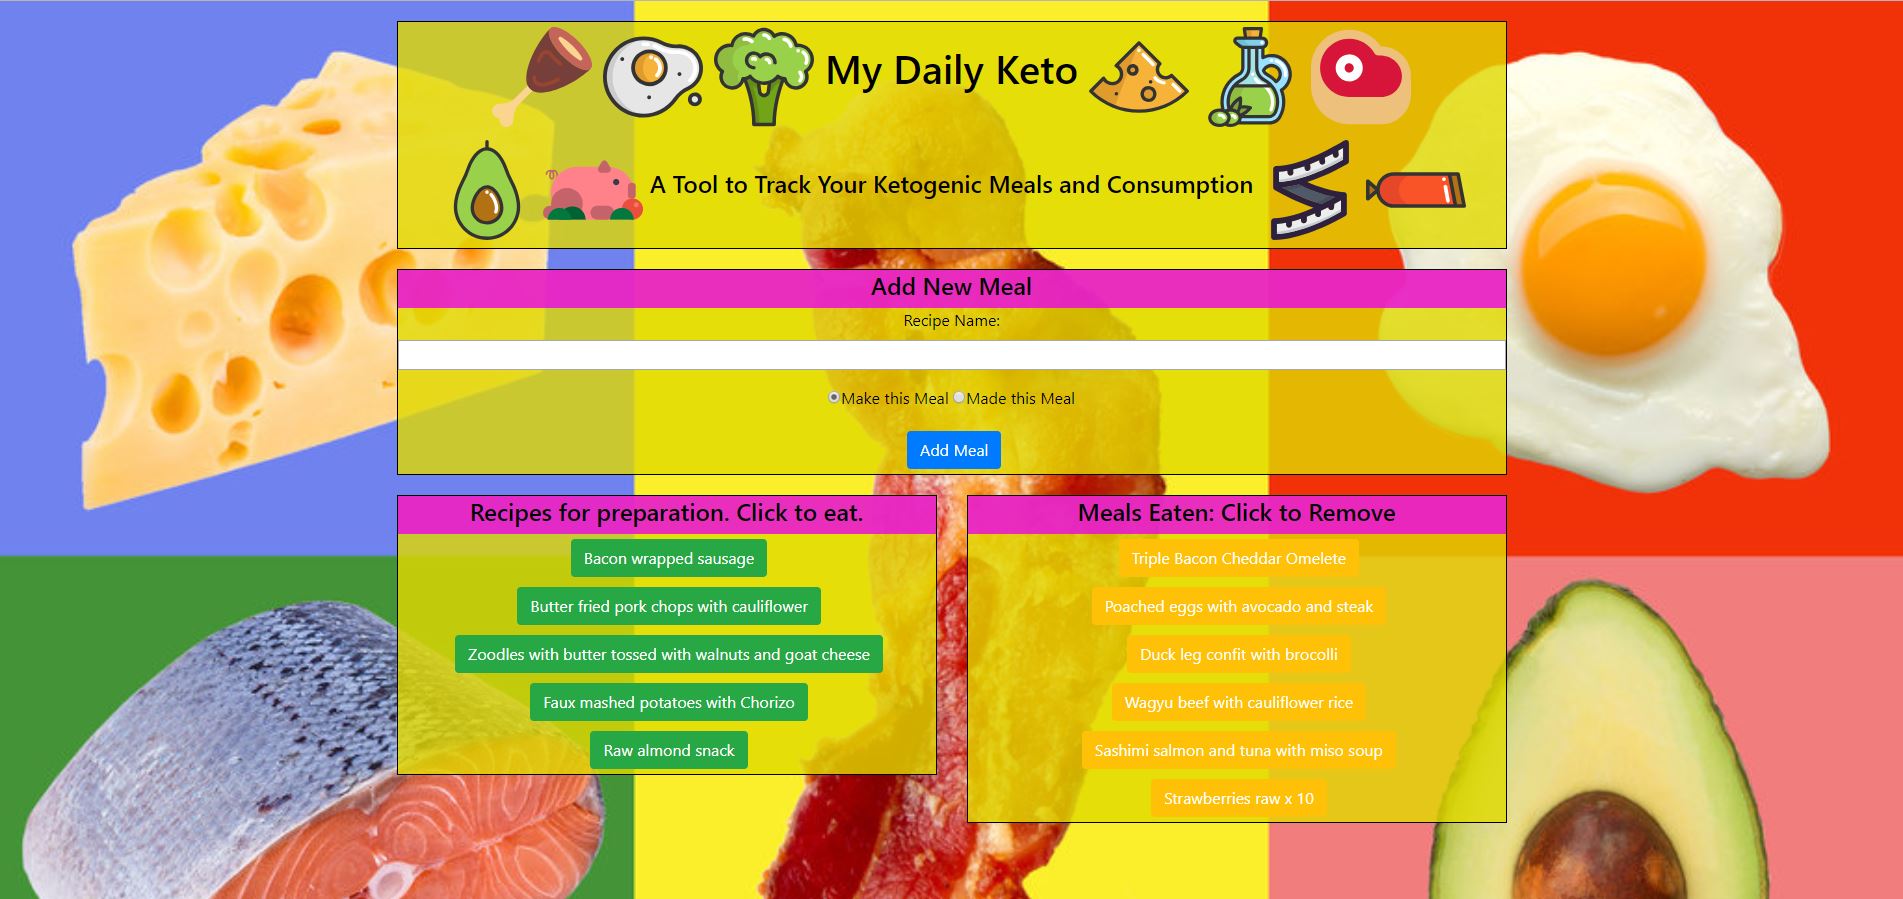 My Daily Keto
A Tool to Track Your Ketogenic Meals and Consumption
Add New Meal
Recipe Name:
Make this Meal Made this Meal
Add Meal
Recipes for preparation. Click to eat.
Bacon wrapped sausage
Butter fried pork chops with cauliflower
Zoodles with butter tossed with walnuts and goat cheese
Faux mashed potatoes with Chorizo
Raw almond snack
Meals Eaten: Click to Remove
Triple Bacon Cheddar Omelete
Poached eggs with avocado and steak
Duck leg confit with brocolli
Wagyu beef with cauliflower rice
Sashimi salmon and tuna with miso soup
Strawberries raw x 10